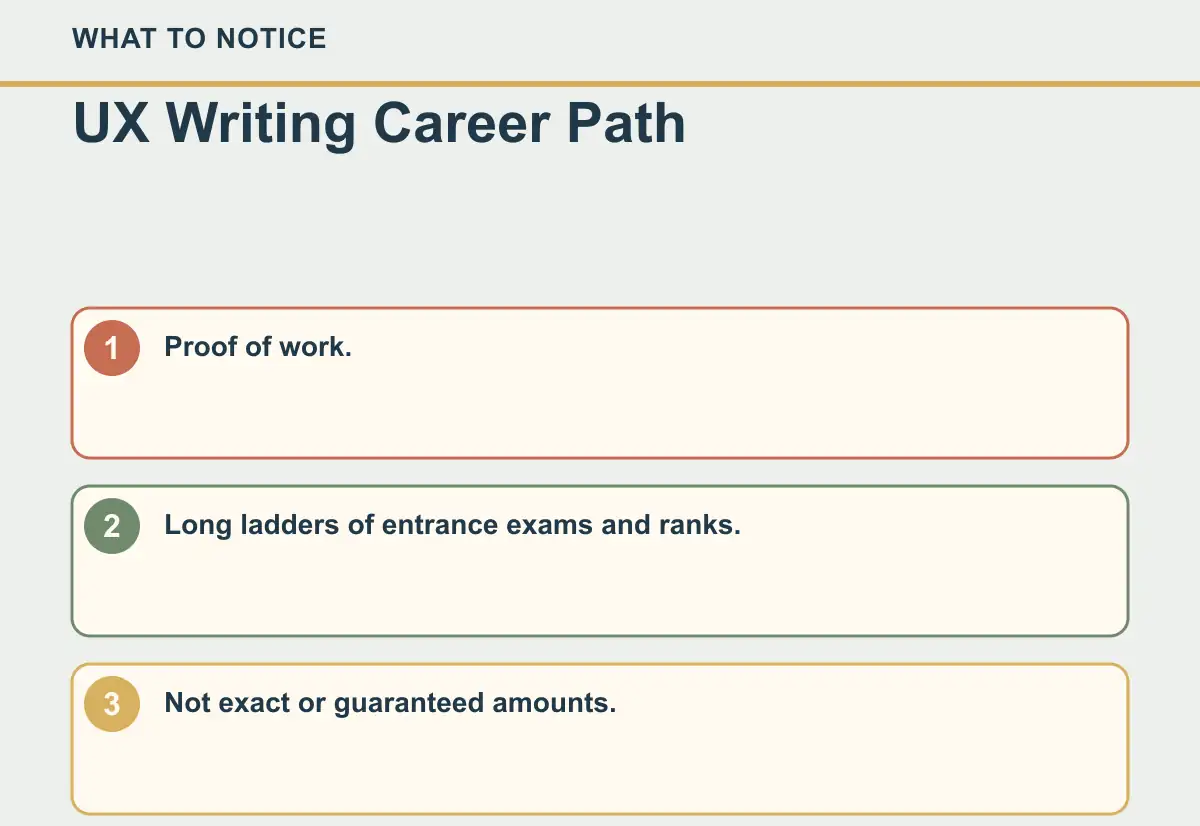 WHAT TO NOTICE
UX Writing Career Path
1 Proof of work.
2 Long ladders of entrance exams and ranks.
3 Not exact or guaranteed amounts.